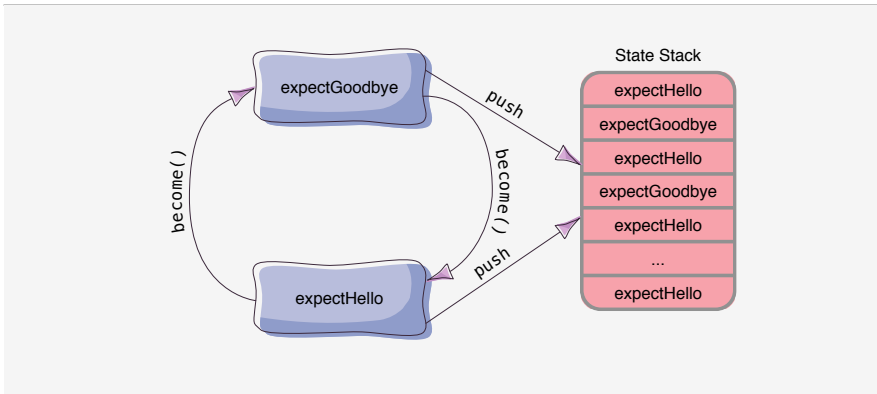 State Stack
expectGoodbye
expectHello
push
expectGoodbye
expectHello
become()
become()
expectGoodbye
expectHello
push
...
expectHello
expectHello